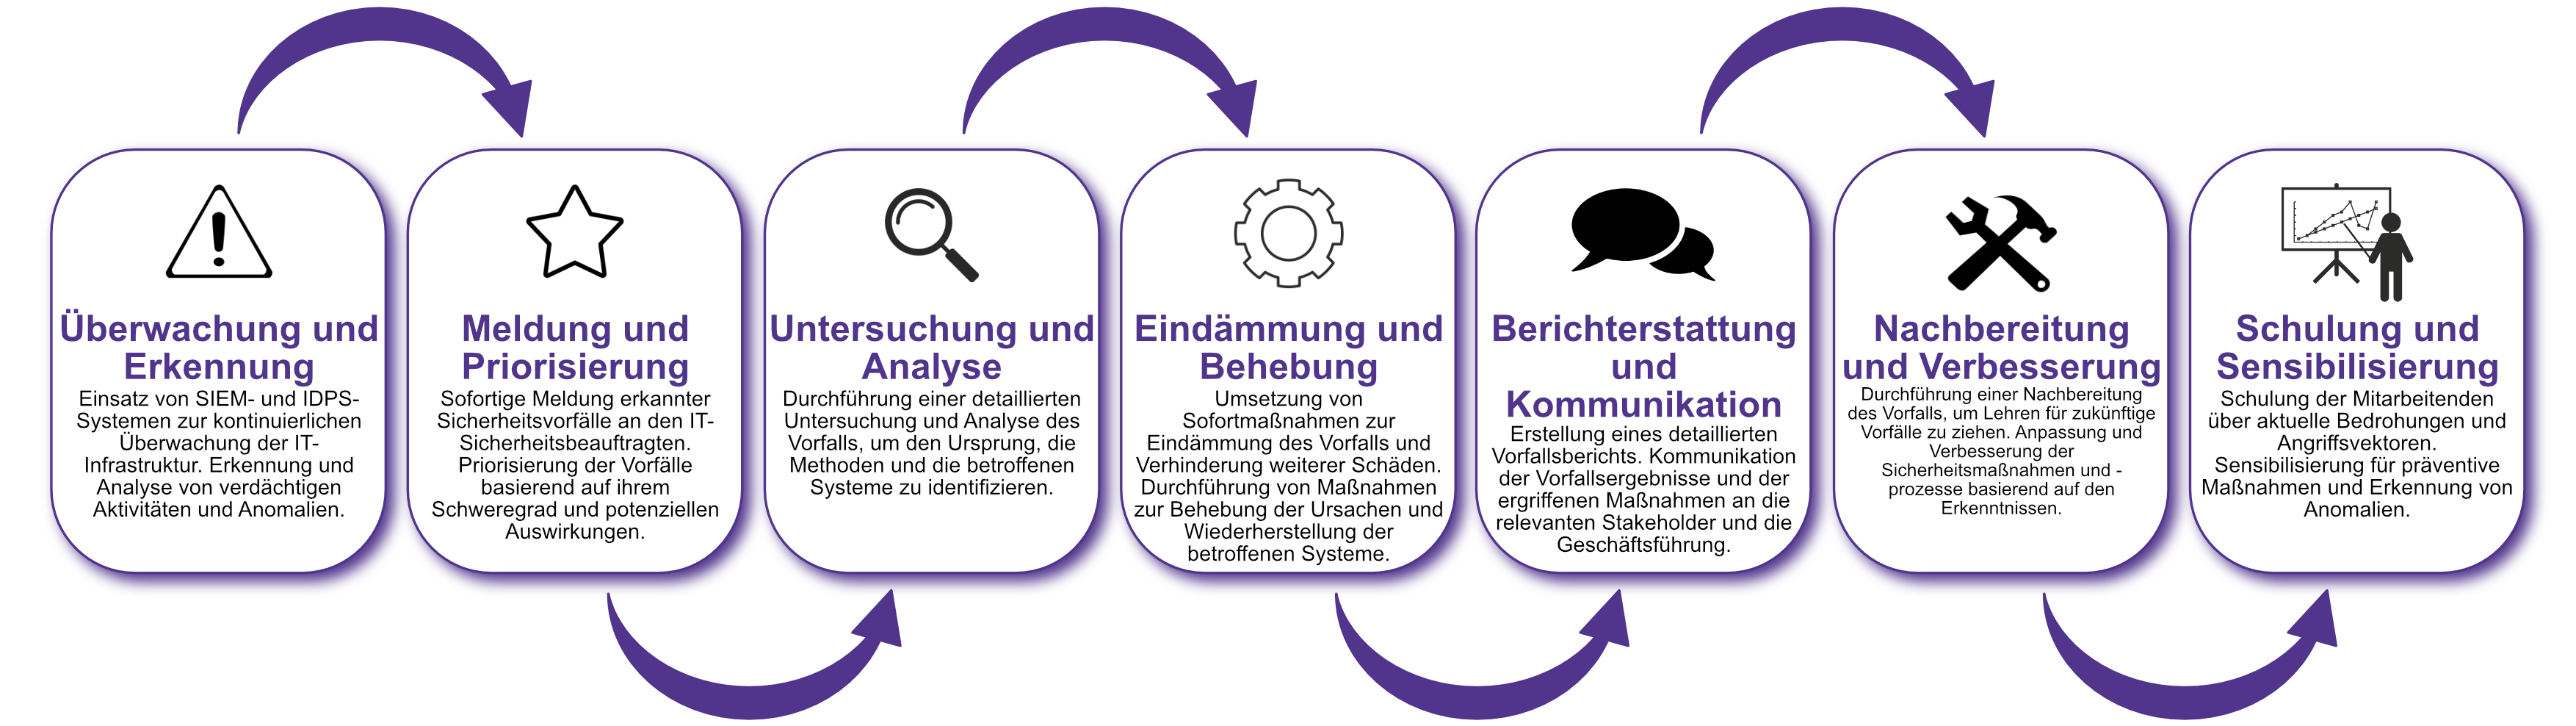 Überwachung und
Erkennung
Einsatz von SIEM- und IDPS-
Systemen zur kontinuierlichen
Überwachung der IT-
Infrastruktur. Erkennung und
Analyse von verdächtigen
Aktivitäten und Anomalien.
Meldung und
Priorisierung
Sofortige Meldung erkannter
Sicherheitsvorfälle an den IT-
Sicherheitsbeauftragten.
Priorisierung der Vorfälle
basierend auf ihrem
Schweregrad und potenziellen
Auswirkungen.
Untersuchung und
Analyse
Durchführung einer detaillierten
Untersuchung und Analyse des
Vorfalls, um den Ursprung, die
Methoden und die betroffenen
Systeme zu identifizieren.
Eindämmung und
Behebung
Umsetzung von
Sofortmaßnahmen zur
Eindämmung des Vorfalls und
Verhinderung weiterer Schäden.
Durchführung von Maßnahmen
zur Behebung der Ursachen und
Wiederherstellung der
betroffenen Systeme.
Berichterstattung
und
Kommunikation
Erstellung eines detaillierten
Vorfallsberichts. Kommunikation
der Vorfallsergebnisse und der
ergriffenen Maßnahmen an die
relevanten Stakeholder und die
Geschäftsführung.
Nachbereitung
und Verbesserung
Durchführung einer Nachbereitung
des Vorfalls, um Lehren für zukünftige
Vorfälle zu ziehen. Anpassung und
Verbesserung der
Sicherheitsmaßnahmen und -
prozesse basierend auf den
Erkenntnissen.
Schulung und
Sensibilisierung
Schulung der Mitarbeitenden
über aktuelle Bedrohungen und
Angriffsvektoren.
Sensibilisierung für präventive
Maßnahmen und Erkennung von
Anomalien.